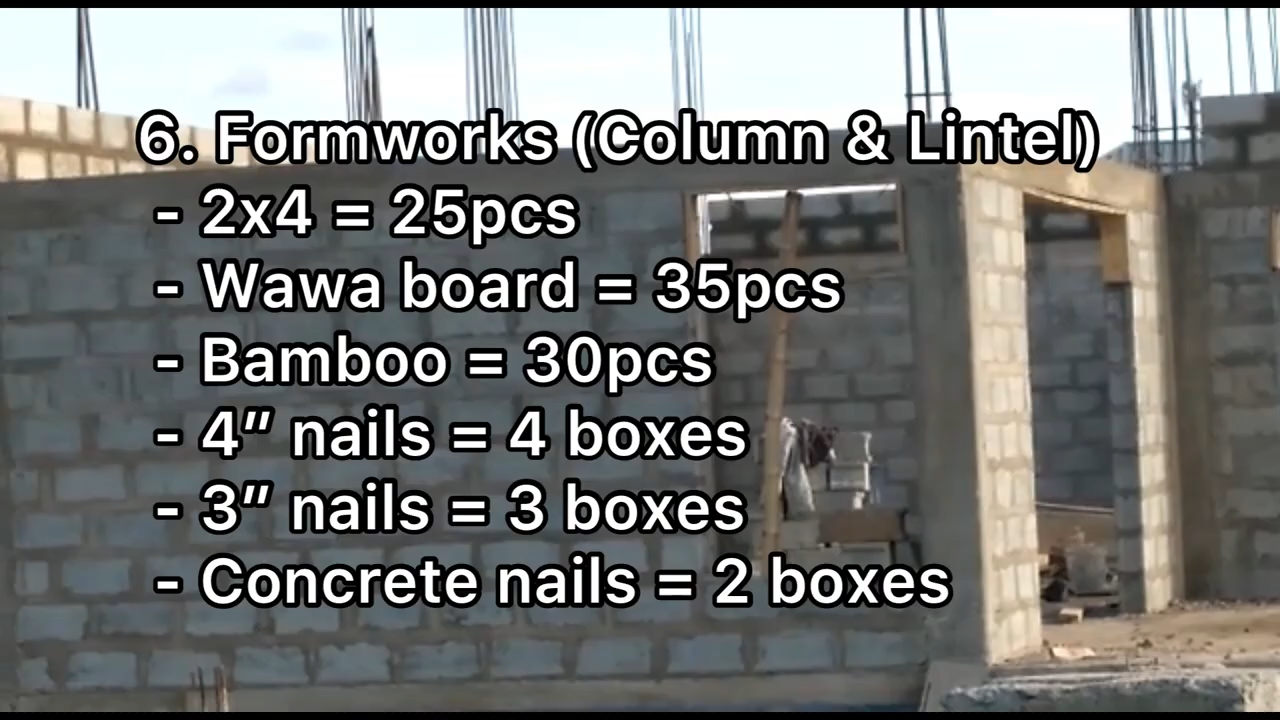 6. Formworks (Column & Lintel)
- 2x4 = 25pcs
- Wawa board = 35pcs
- Bamboo = 30pcs
- 4” nails = 4 boxes
- 3” nails = 3 boxes
- Concrete nails = 2 boxes